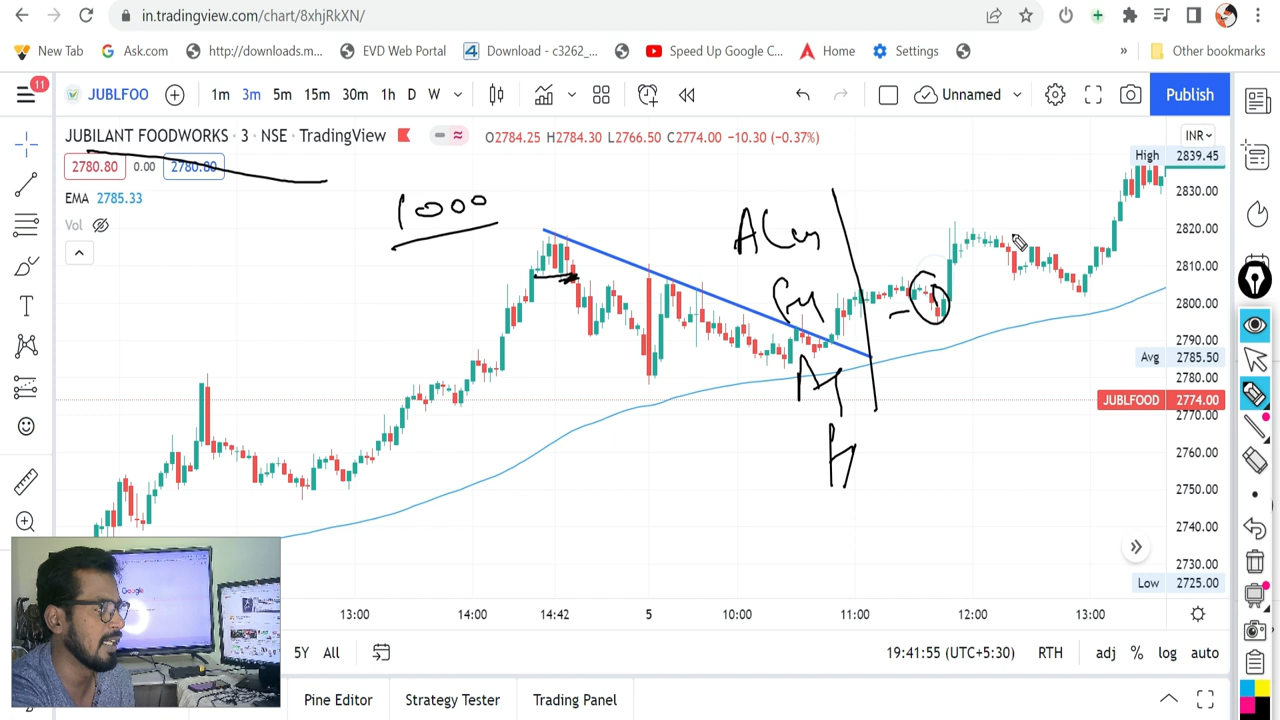 in.tradingview.com/chart/8xhjRkXN/
New Tab Ask.com http://downloads.m... EVD Web Portal Download - c3262_... Speed Up Google C... Home Settings » Other bookmarks
11 JUBLFOO 1m 3m 5m 15m 30m 1h D W Unnamed Publish
JUBILANT FOODWORKS · 3 · NSE · TradingView O2784.25 H2784.30 L2766.50 C2774.00 −10.30 (−0.37%) INR
High 2839.45
2780.80 0.00 2780.80
2830.00
EMA 2785.33
1000
Vol
2820.00
2810.00
2800.00
2790.00
Avg 2785.50
2780.00
JUBLFOOD 2774.00
2770.00
2760.00
2750.00
2740.00
2730.00
Low 2725.00
Google
13:00 14:00 14:42 5 10:00 11:00 12:00 13:00
5Y All 19:41:55 (UTC+5:30) RTH adj % log auto
Pine Editor Strategy Tester Trading Panel